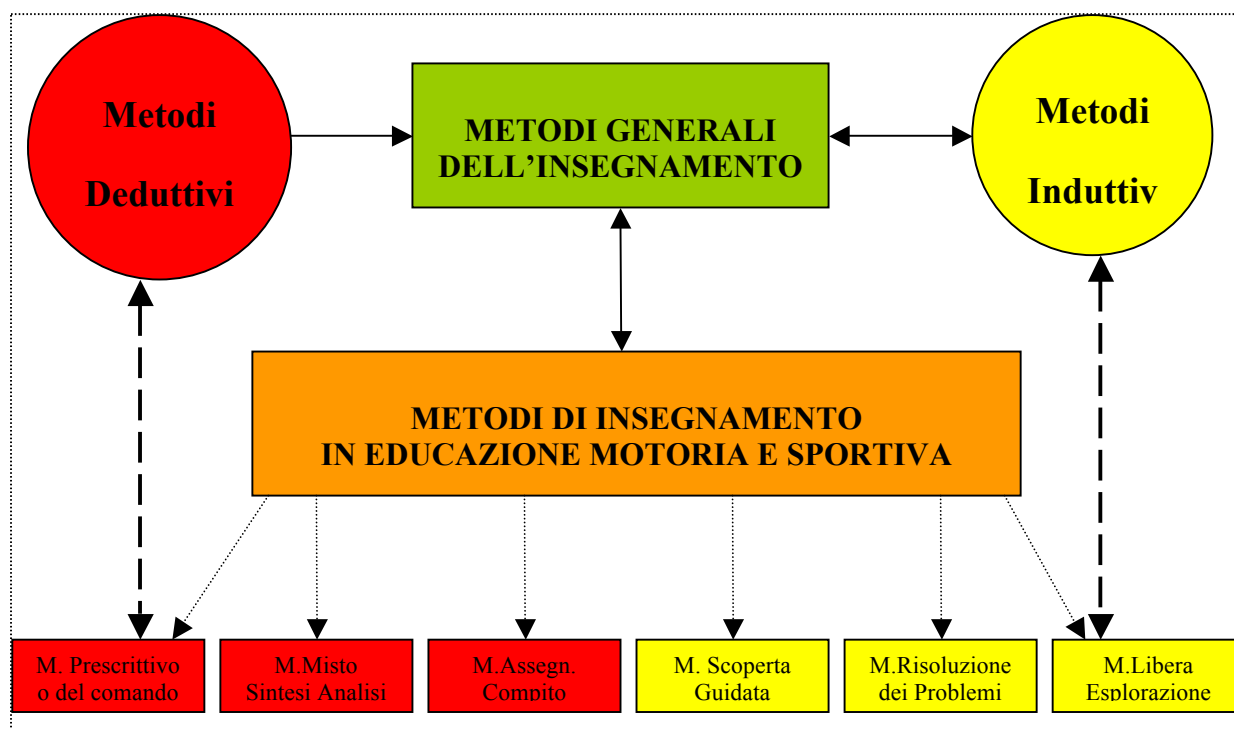 Metodi
Deduttivi
METODI GENERALI
DELL’INSEGNAMENTO
Metodi
Induttiv
METODI DI INSEGNAMENTO
IN EDUCAZIONE MOTORIA E SPORTIVA
M. Prescrittivo
o del comando
M.Misto
Sintesi Analisi
M.Assegn.
Compito
M. Scoperta
Guidata
M.Risoluzione
dei Problemi
M.Libera
Esplorazione